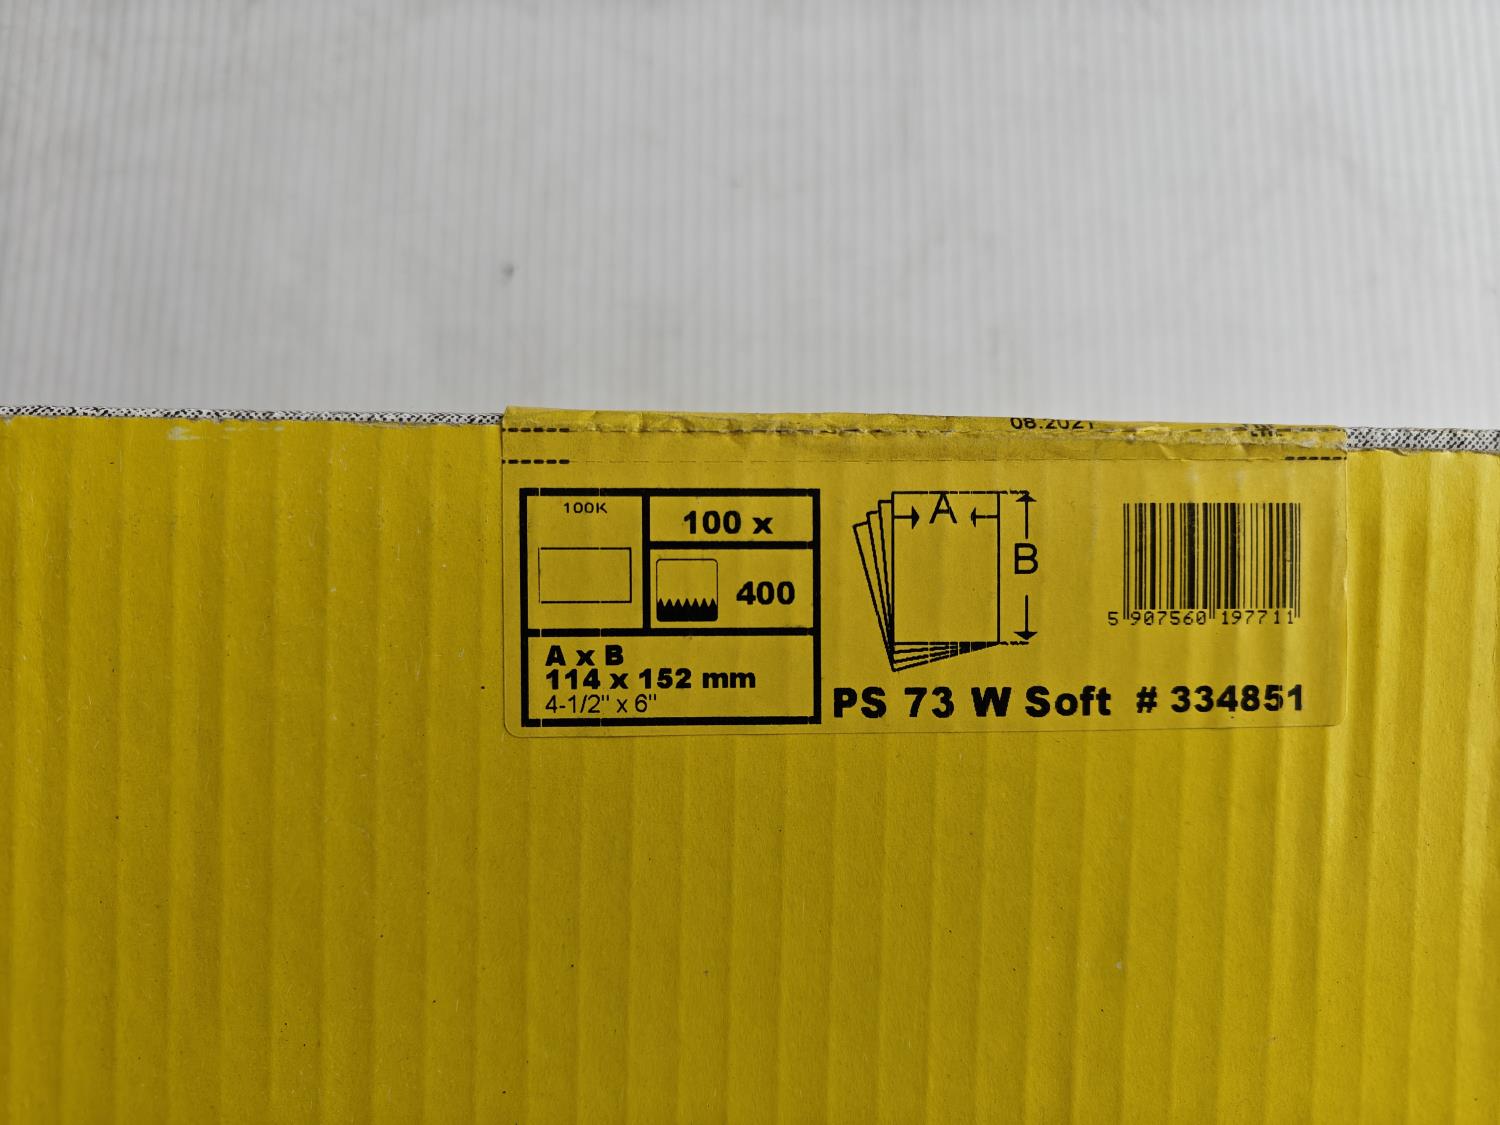 08.2021
100K
100 x
400
A x B
114 x 152 mm
4-1/2" x 6"
A
B
5 907560 197711
PS 73 W Soft # 334851